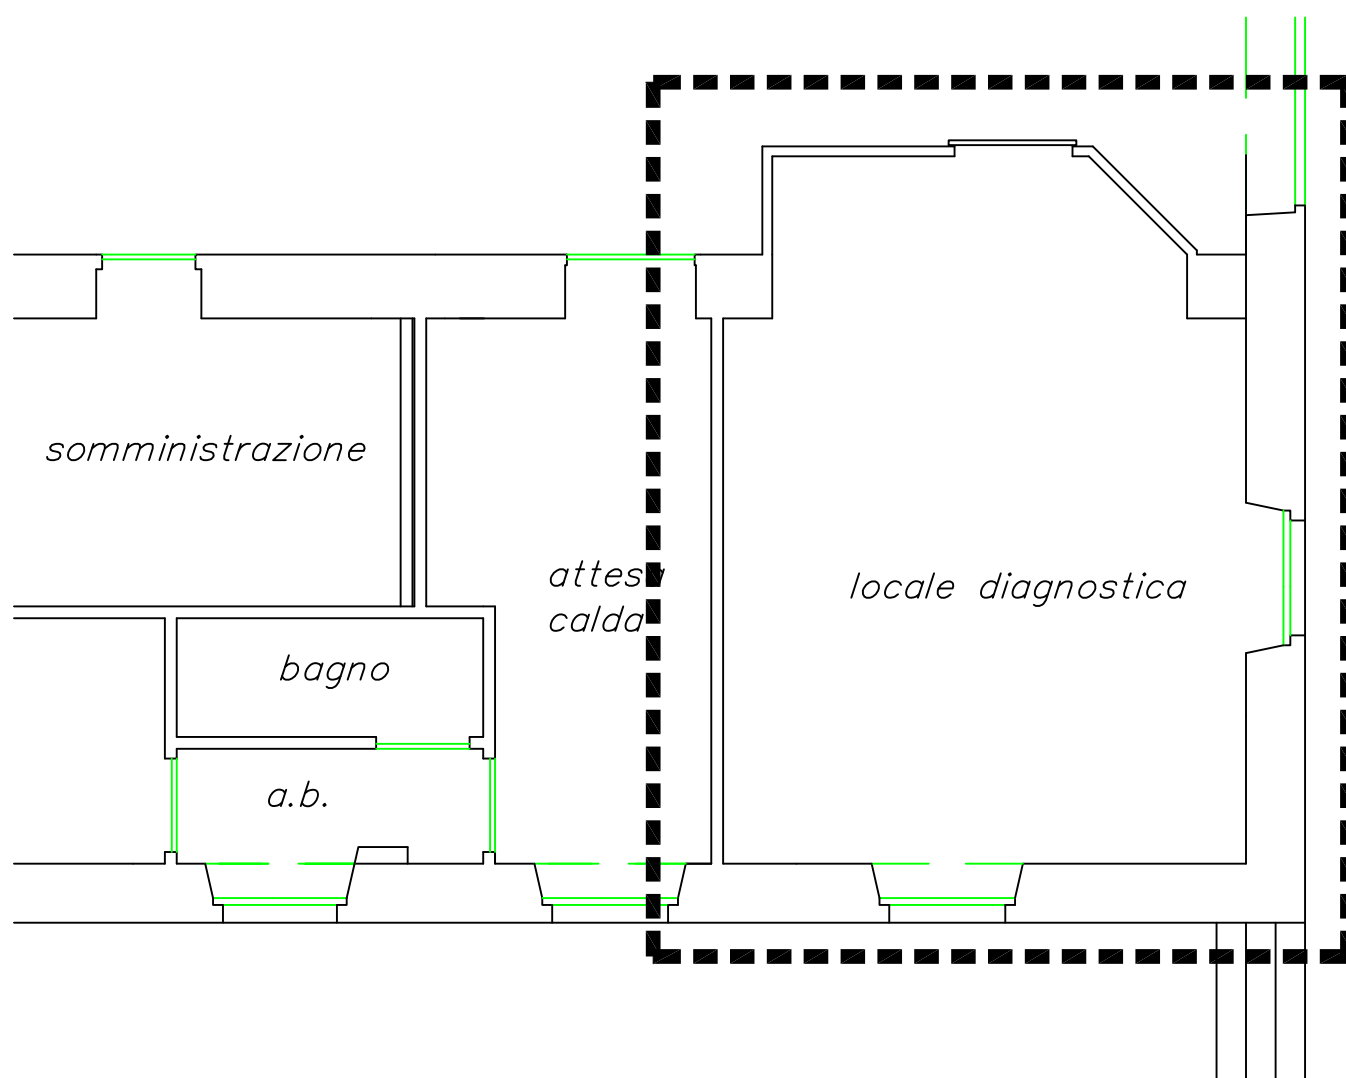 somministrazione
attesa
calda
locale diagnostica
bagno
a.b.